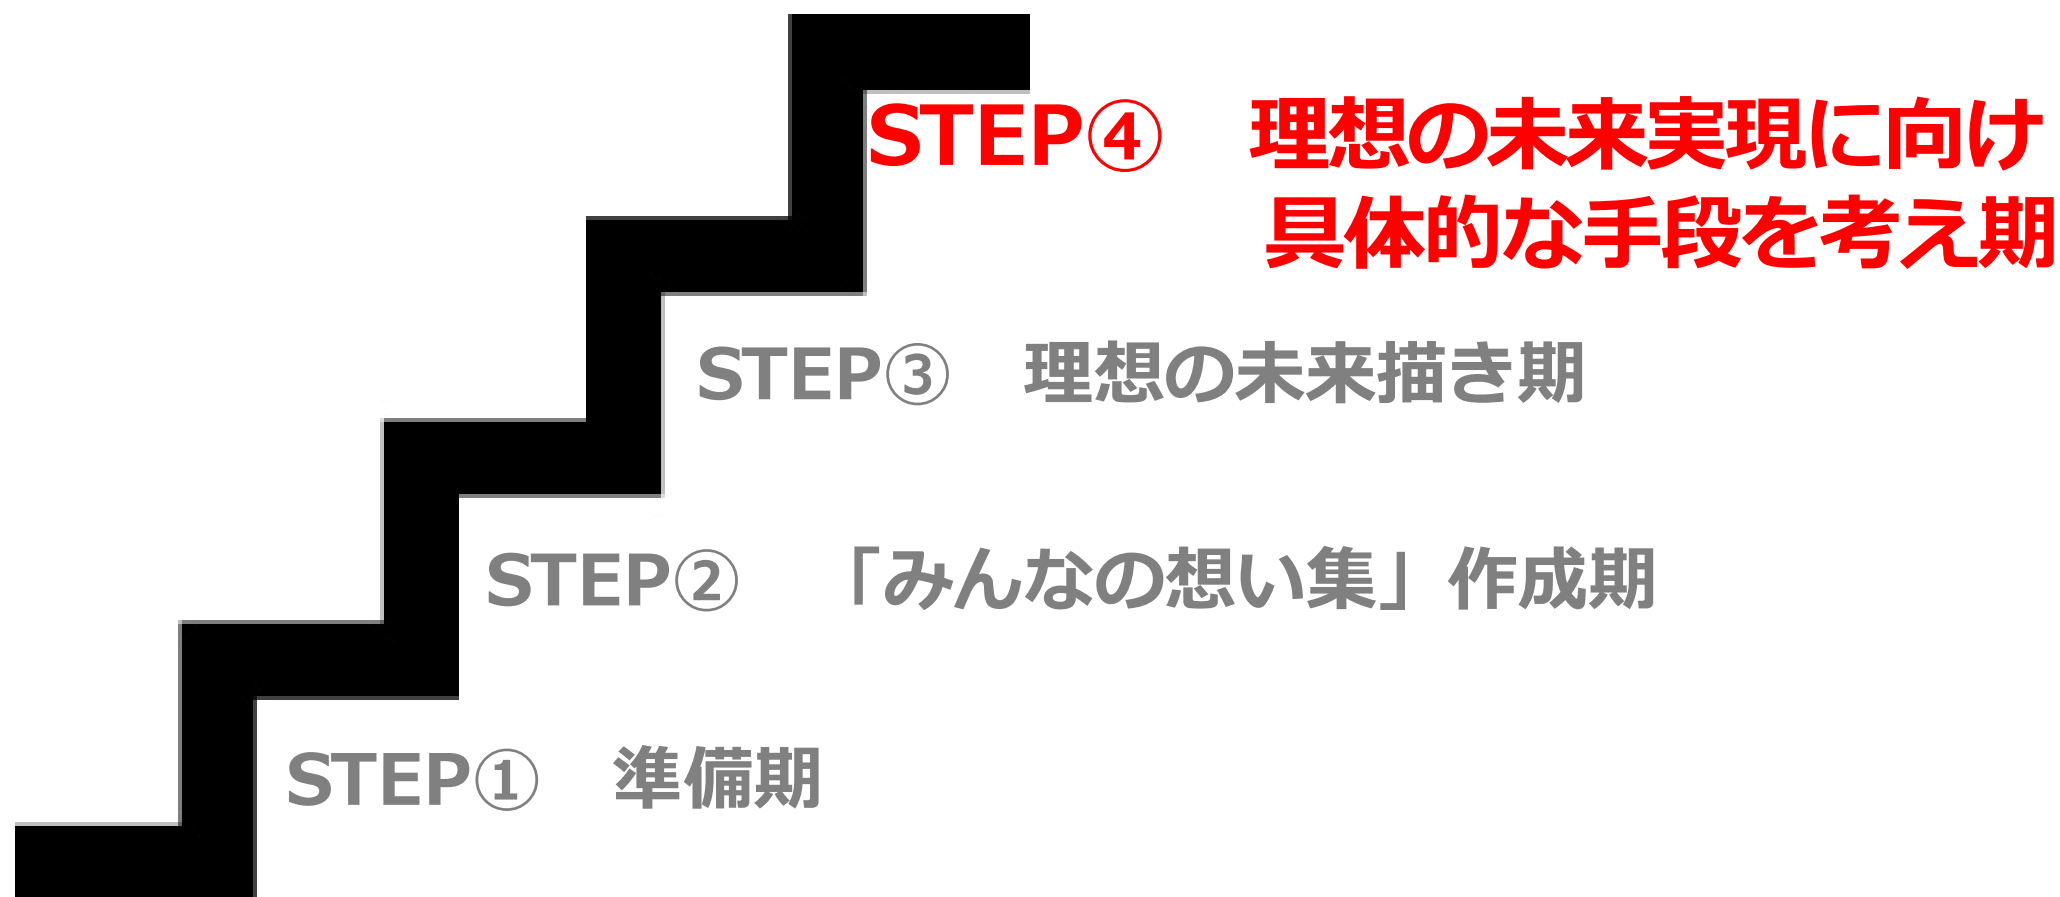 STEP④　理想の未来実現に向け
具体的な手段を考え期
STEP③　理想の未来描き期
STEP②　「みんなの想い集」作成期
STEP①　準備期